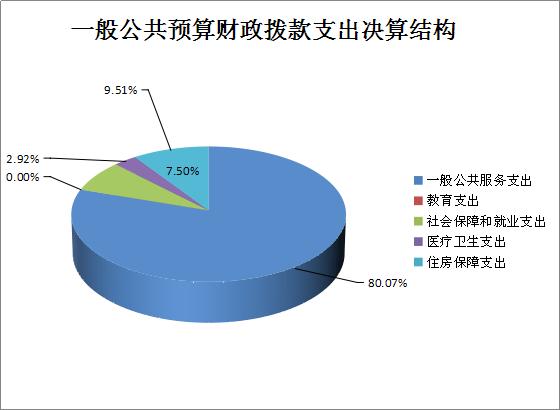 一般公共预算财政拨款支出决算结构
9.51%
2.92%
0.00%
7.50%
80.07%
一般公共服务支出
教育支出
社会保障和就业支出
医疗卫生支出
住房保障支出